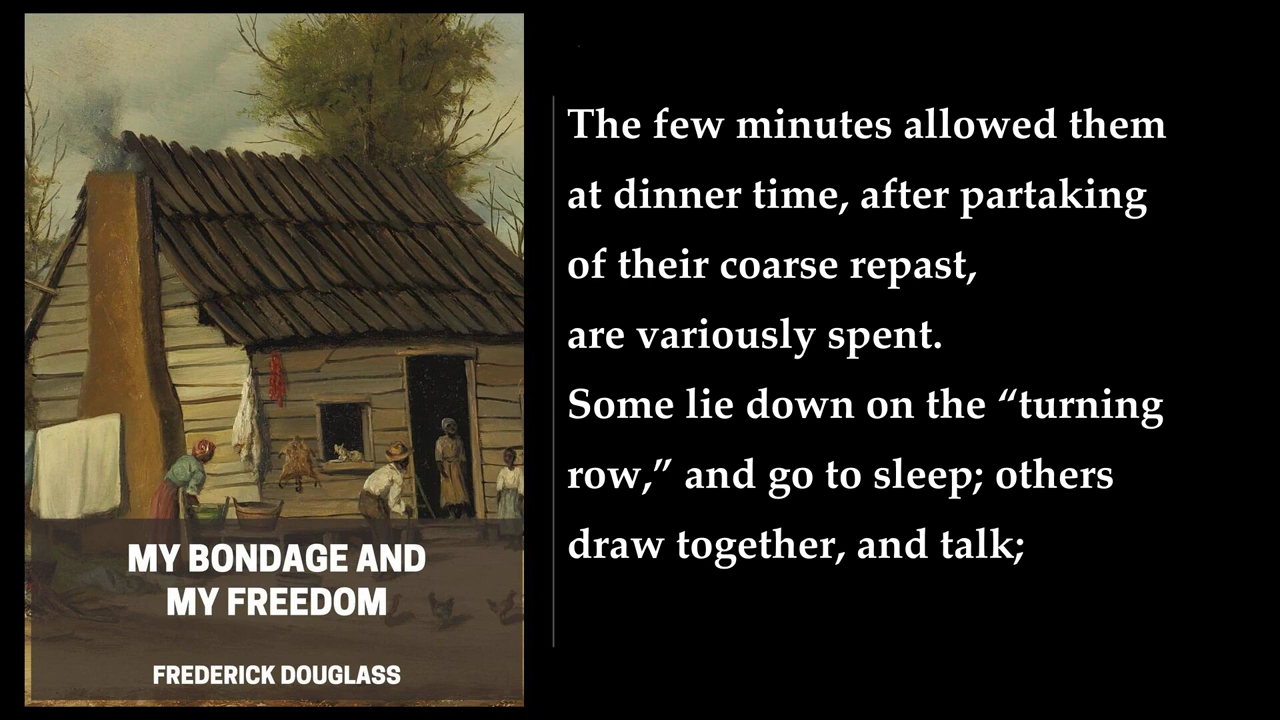 MY BONDAGE AND
MY FREEDOM
FREDERICK DOUGLASS
The few minutes allowed them
at dinner time, after partaking
of their coarse repast,
are variously spent.
Some lie down on the “turning
row,” and go to sleep; others
draw together, and talk;